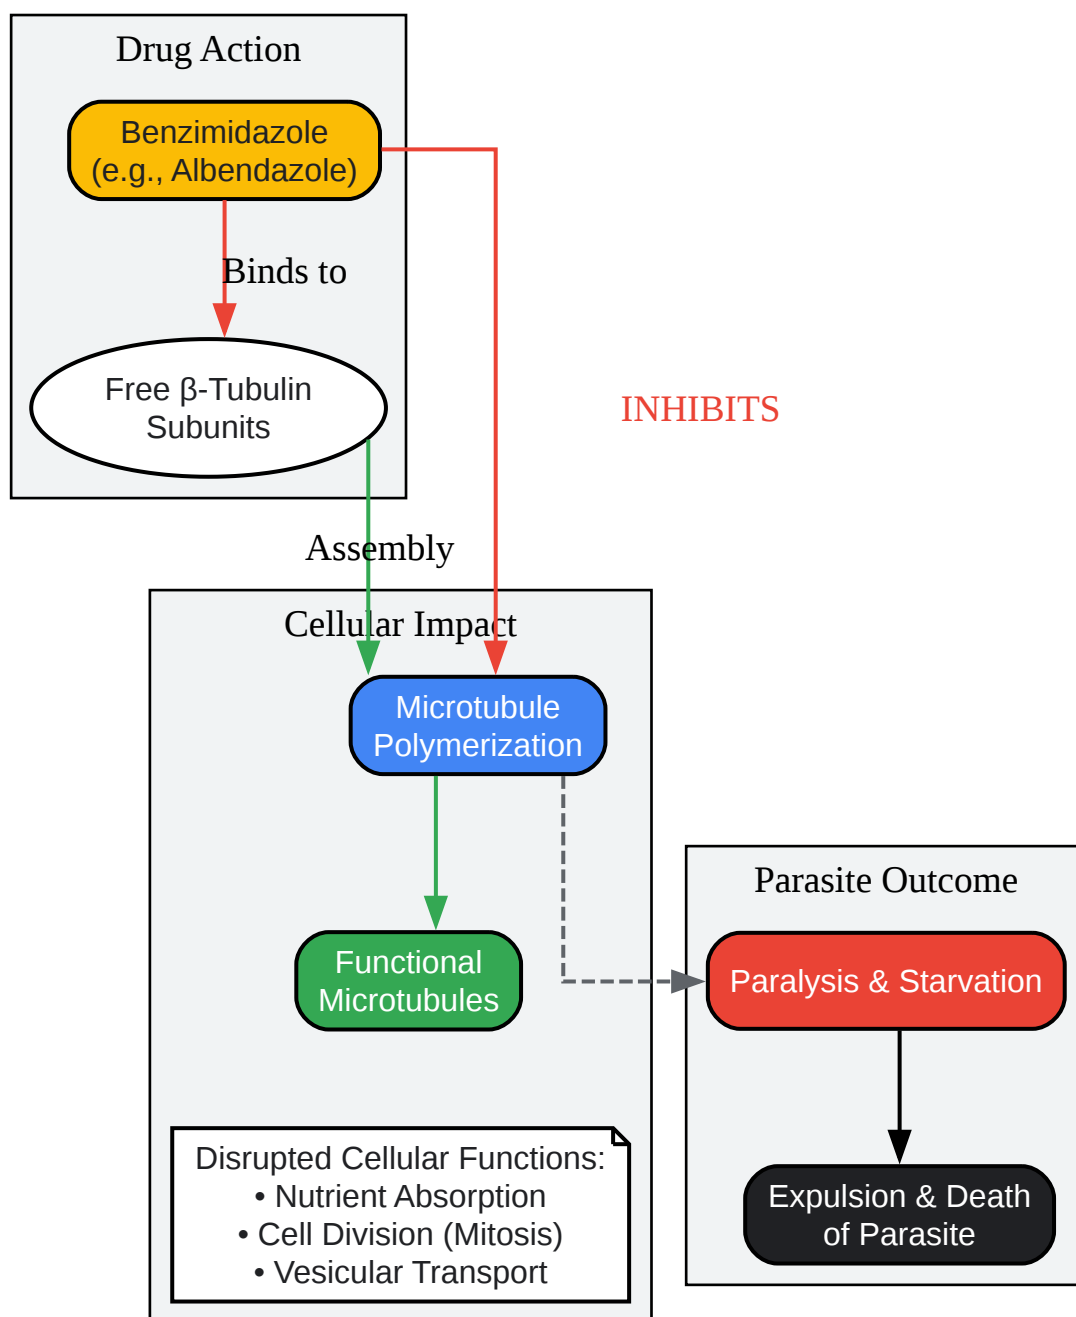 Drug Action
Benzimidazole
(e.g., Albendazole)
Binds to
Free β-Tubulin
Subunits
INHIBITS
Assembly
Cellular Impact
Microtubule
Polymerization
Functional
Microtubules
Disrupted Cellular Functions:
• Nutrient Absorption
• Cell Division (Mitosis)
• Vesicular Transport
Parasite Outcome
Paralysis & Starvation
Expulsion & Death
of Parasite